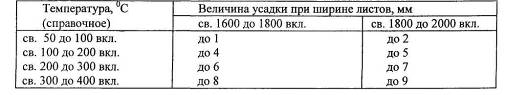 Температура, ⁰С
(справочное)
Величина усадки при ширине листов, мм
св. 1600 до 1800 вкл. св. 1800 до 2000 вкл.
св. 50 до 100 вкл. до 1 до 2
св. 100 до 200 вкл. до 4 до 5
св. 200 до 300 вкл. до 6 до 7
св. 300 до 400 вкл. до 8 до 9